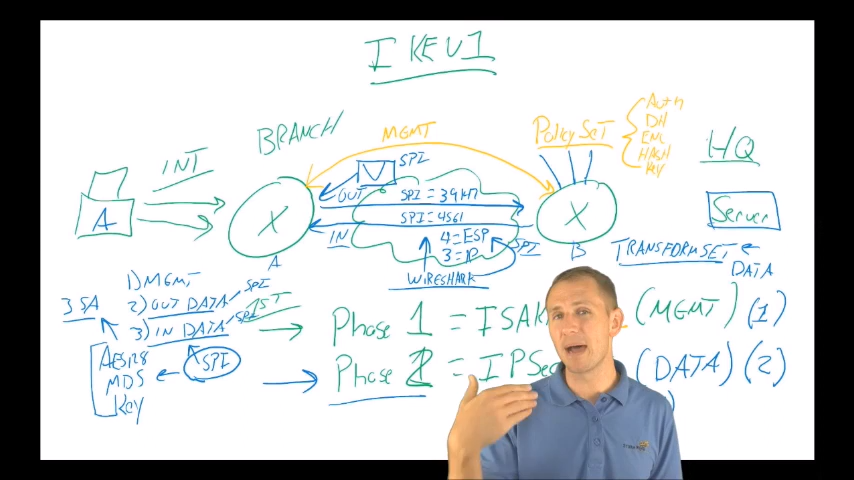 IKEV1
BRANCH
MGMT
POLICY SET
AUTH
DH
ENC
HASH
KEY
HQ
INT
SPI
OUT
SPI = 39KM
SPI = 4561
IN
4 = ESP
3 = IP
SPI
WIRESHARK
A
X
A
X
B
Server
TRANSFORM SET
DATA
3 SA
1) MGMT
2) OUT DATA SPI
3) IN DATA SPI
1ST
AES128
MD5
KEY
SPI
Phase 1 = ISAK (MGMT) (1)
Phase 2 = IPSec (DATA) (2)